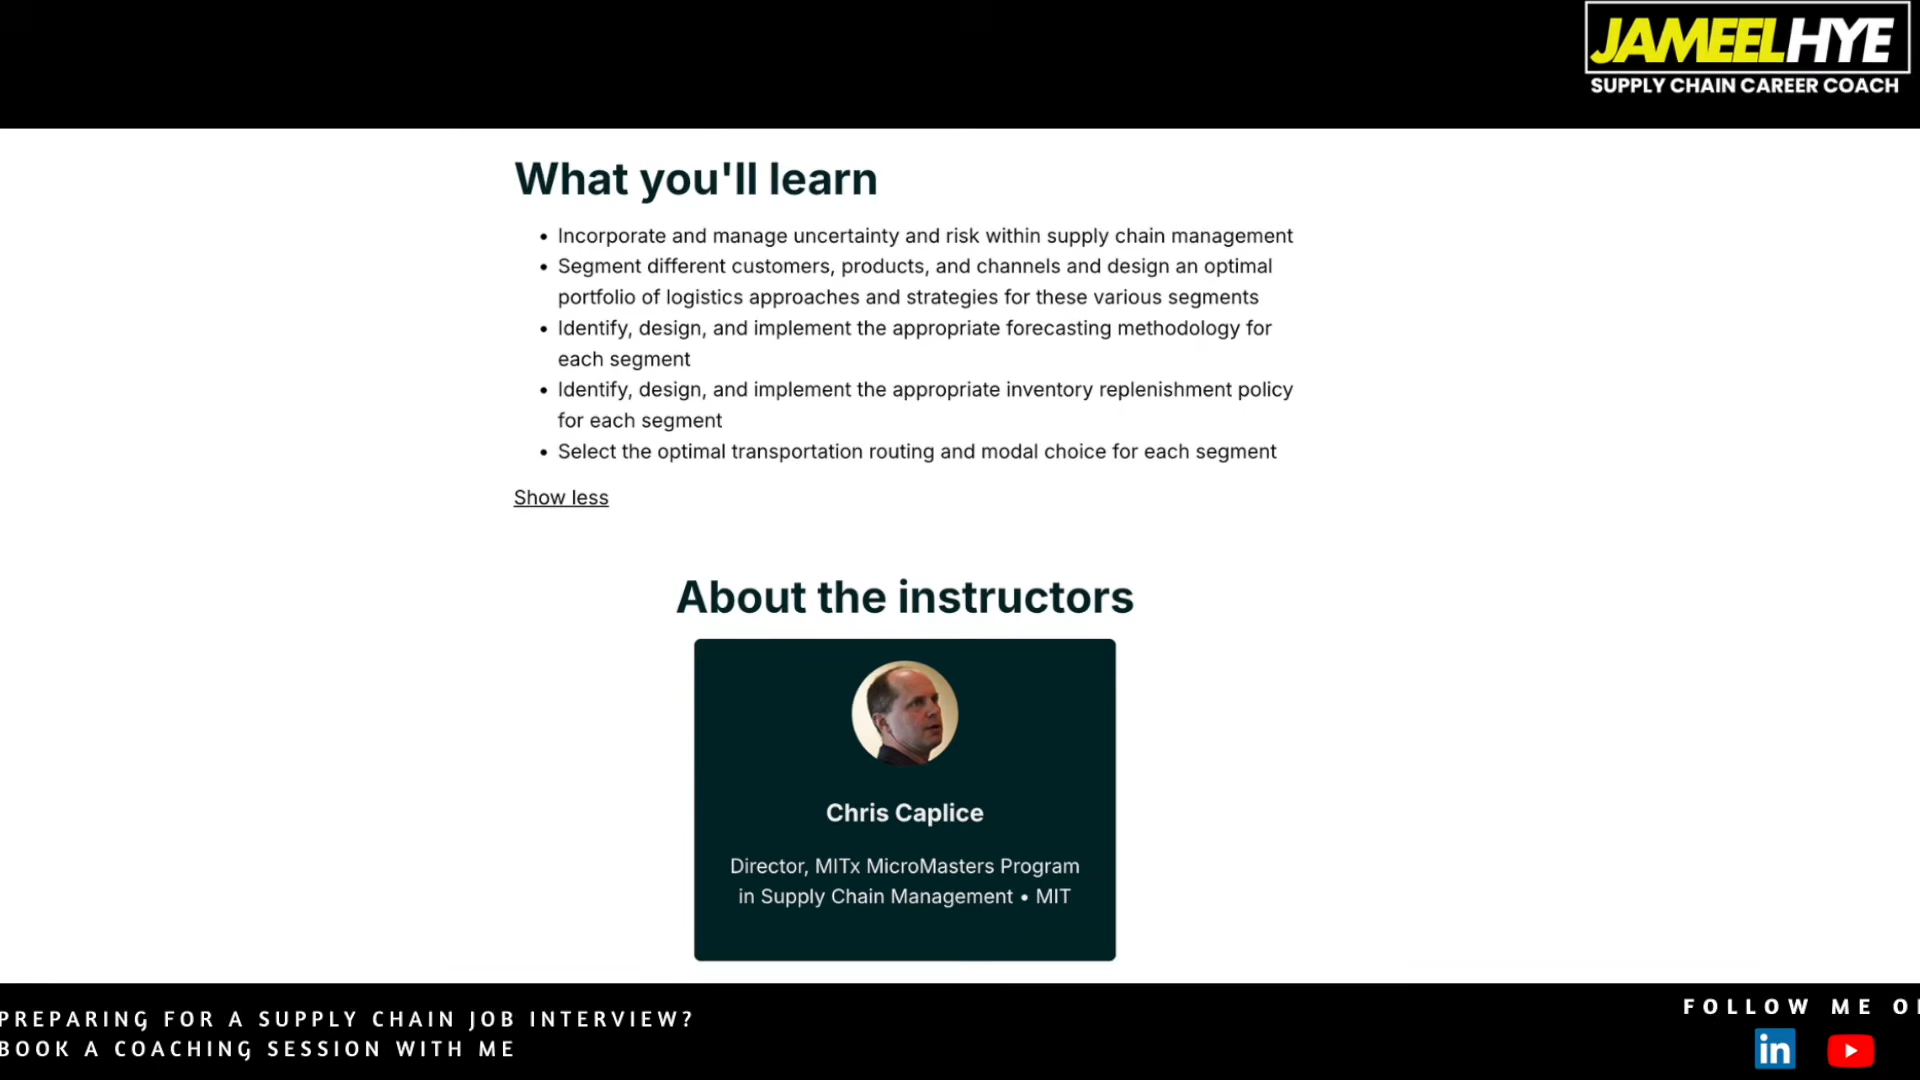 JAMEELHYE
SUPPLY CHAIN CAREER COACH
What you'll learn
• Incorporate and manage uncertainty and risk within supply chain management
• Segment different customers, products, and channels and design an optimal
portfolio of logistics approaches and strategies for these various segments
• Identify, design, and implement the appropriate forecasting methodology for
each segment
• Identify, design, and implement the appropriate inventory replenishment policy
for each segment
• Select the optimal transportation routing and modal choice for each segment
Show less
About the instructors
Chris Caplice
Director, MITx MicroMasters Program
in Supply Chain Management • MIT
PREPARING FOR A SUPPLY CHAIN JOB INTERVIEW?
BOOK A COACHING SESSION WITH ME
FOLLOW ME
in